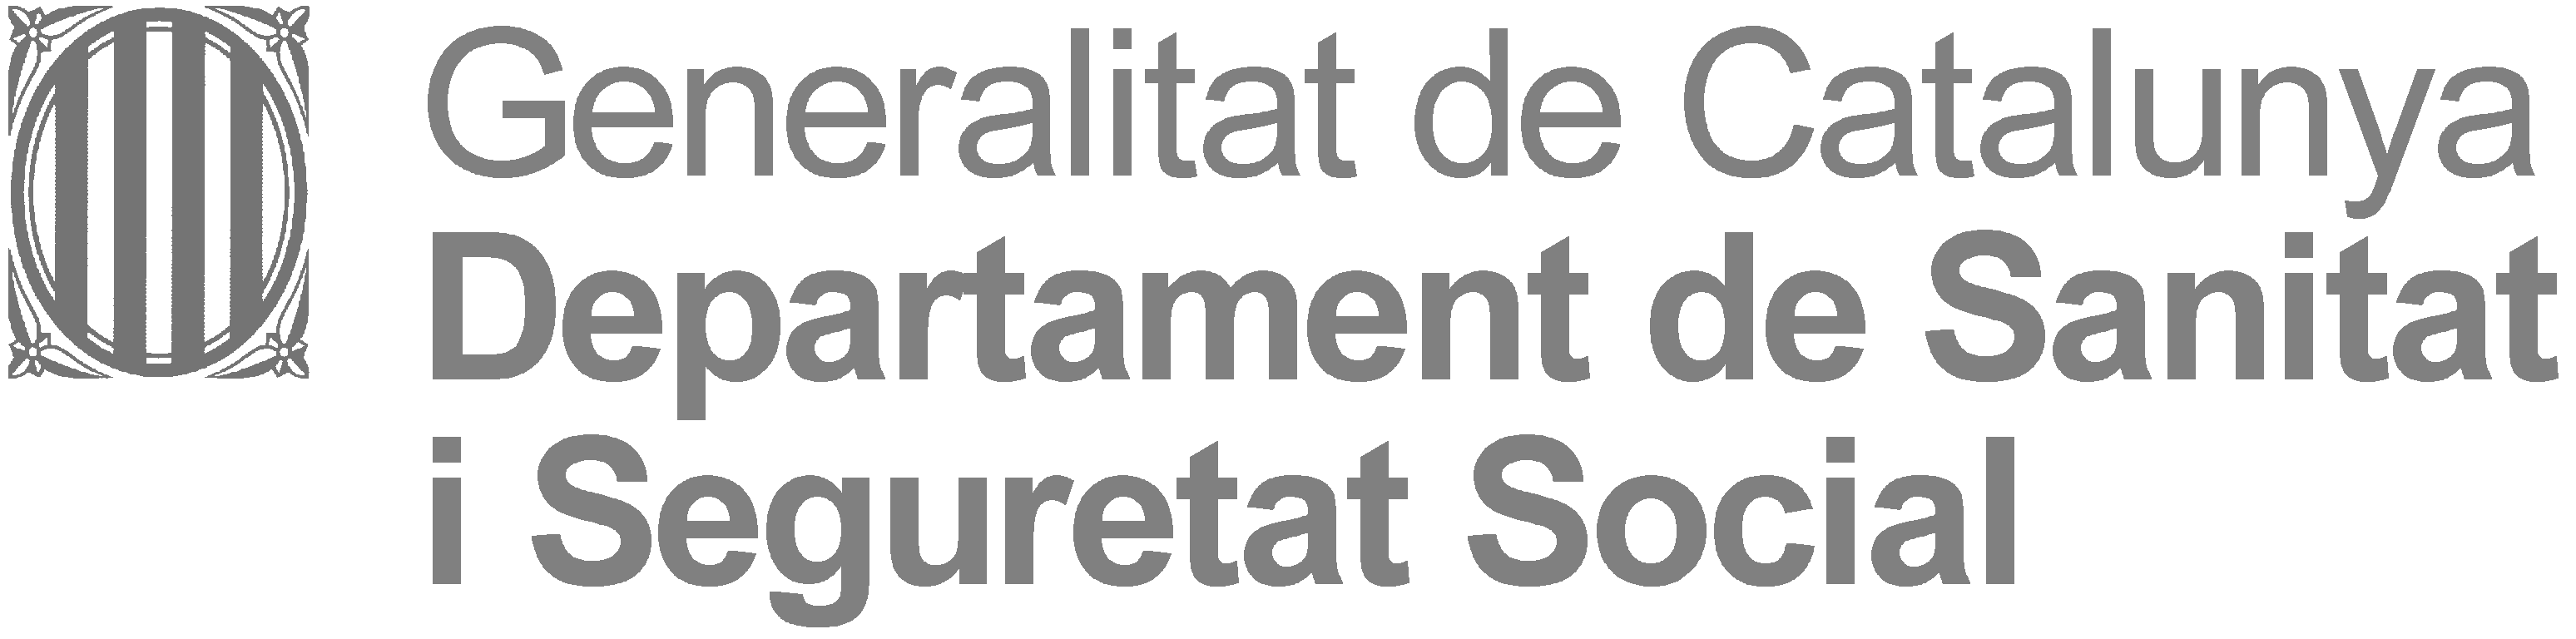 Generalitat de Catalunya
Departament de Sanitat
i Seguretat Social